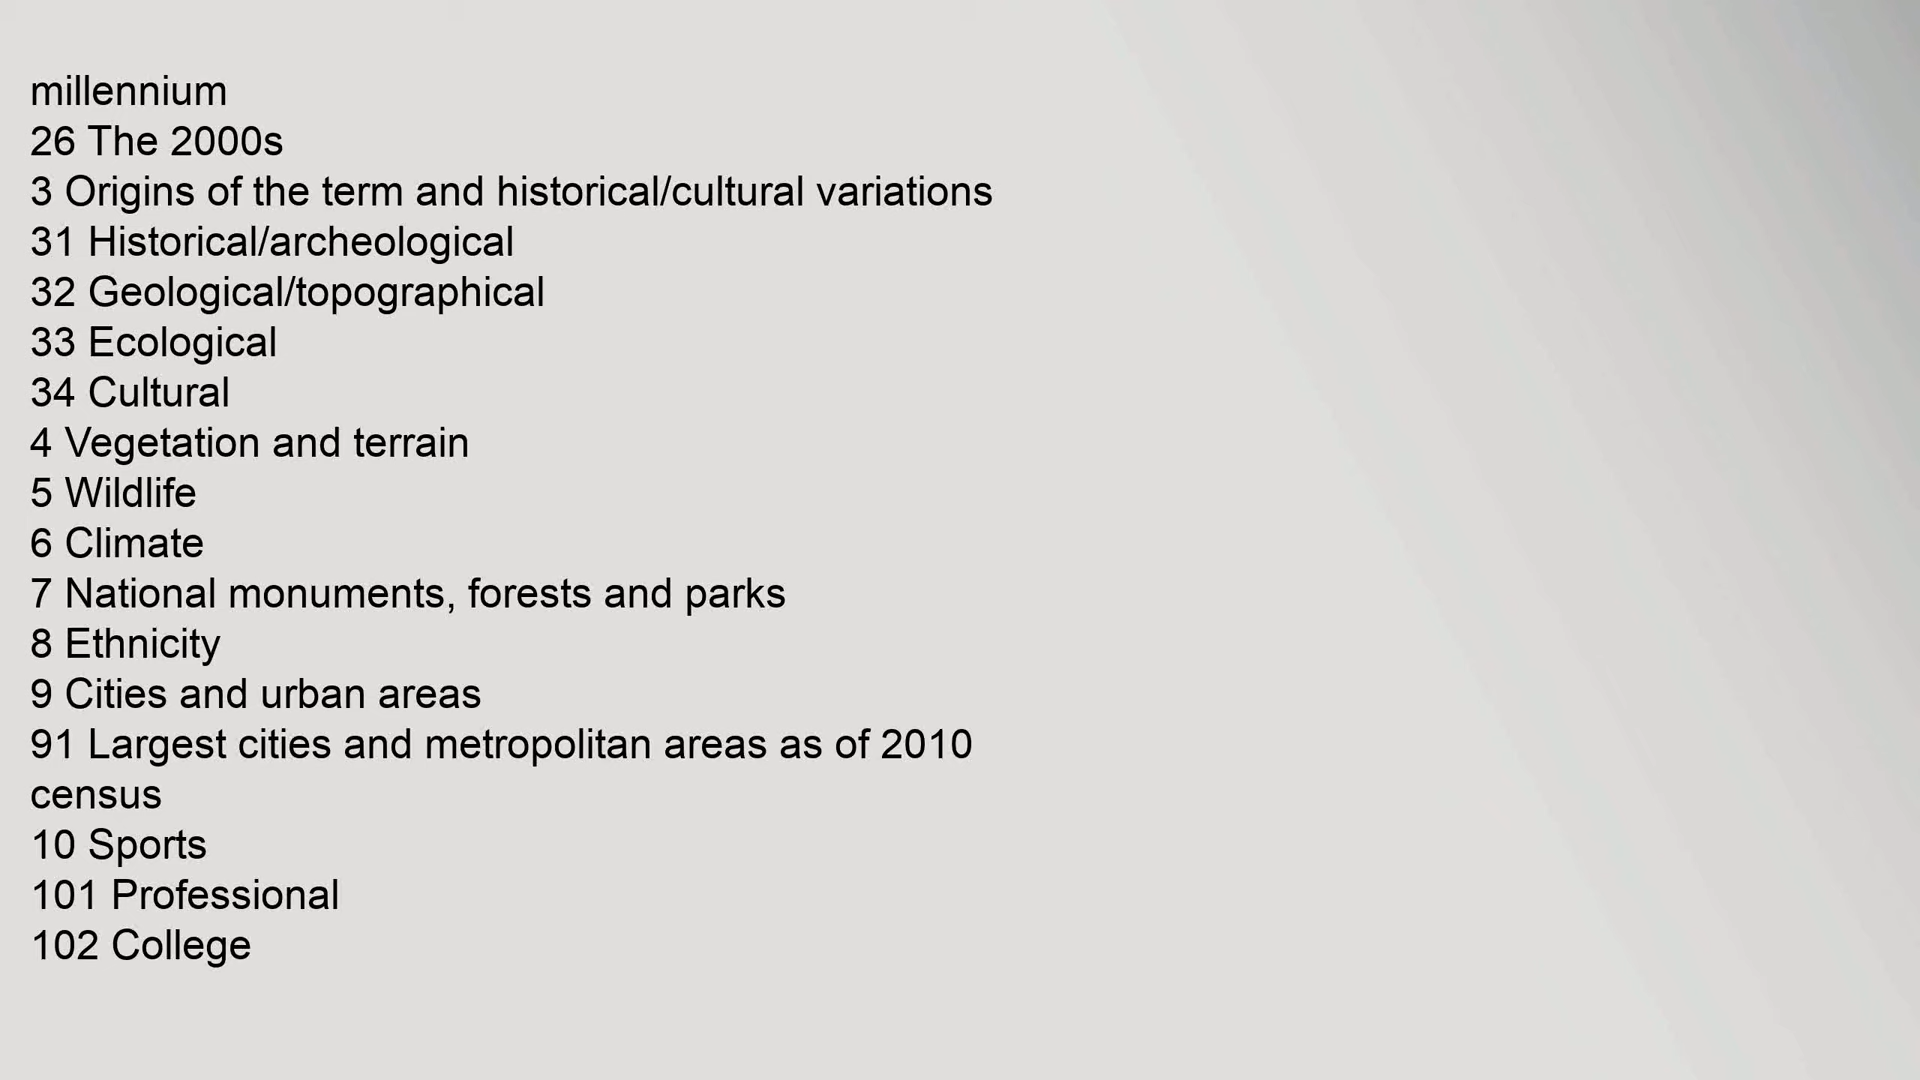 millennium
26 The 2000s
3 Origins of the term and historical/cultural variations
31 Historical/archeological
32 Geological/topographical
33 Ecological
34 Cultural
4 Vegetation and terrain
5 Wildlife
6 Climate
7 National monuments, forests and parks
8 Ethnicity
9 Cities and urban areas
91 Largest cities and metropolitan areas as of 2010
census
10 Sports
101 Professional
102 College